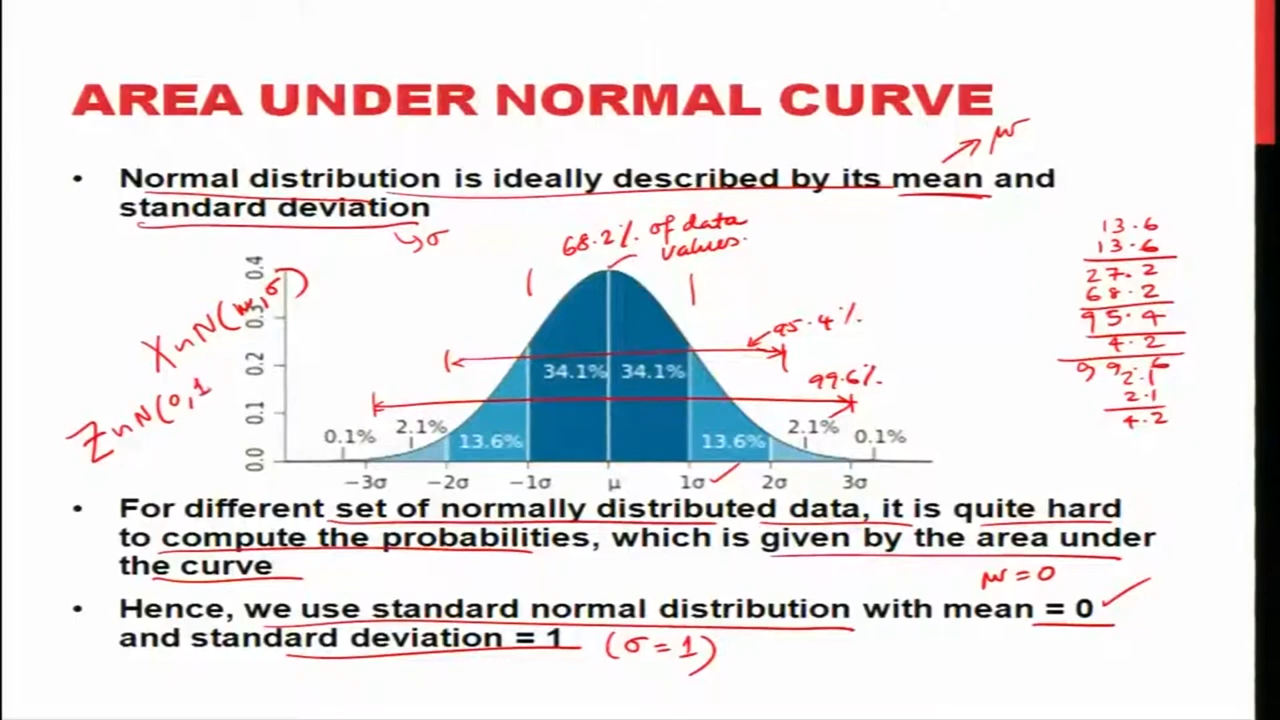 AREA UNDER NORMAL CURVE
μ
• Normal distribution is ideally described by its mean and
standard deviation
↳σ
68.2% of data
values.
X~N(μ,σ)
Z~N(0,1
0.4
0.3
0.2
0.1
0.0
95.4%
99.6%
34.1% 34.1%
0.1% 2.1% 13.6% 13.6% 2.1% 0.1%
−3σ −2σ −1σ μ 1σ 2σ 3σ
13.6
13.6
27.2
68.2
95.4
4.2
99.6
2.1
2.1
4.2
• For different set of normally distributed data, it is quite hard
to compute the probabilities, which is given by the area under
the curve
μ=0
• Hence, we use standard normal distribution with mean = 0
and standard deviation = 1 (σ=1)